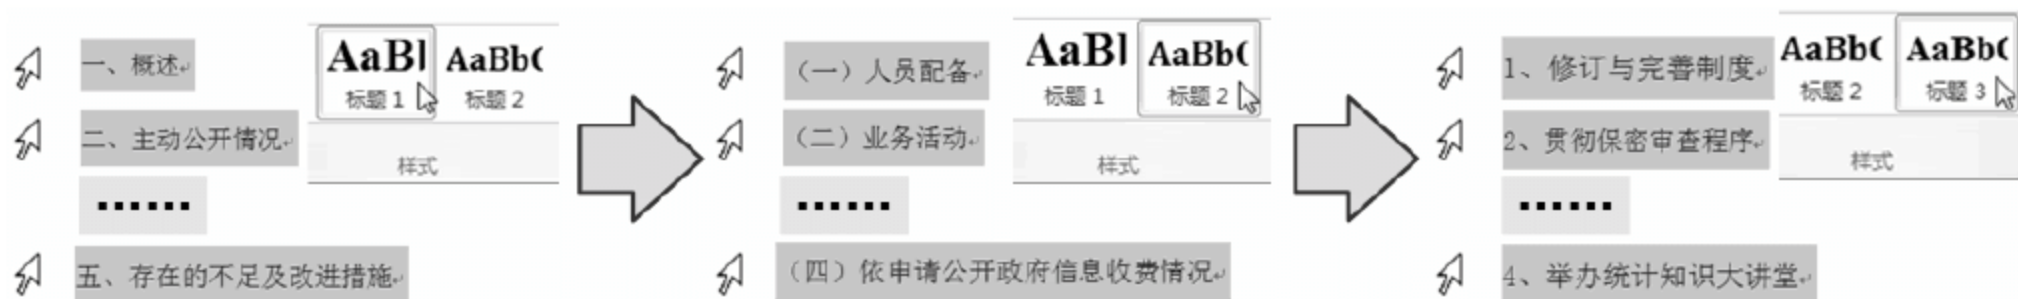 一、概述
二、主动公开情况
······
五、存在的不足及改进措施
AaBl AaBb(
标题 1 标题 2
样式
（一）人员配备
（二）业务活动
······
（四）依申请公开政府信息收费情况
AaBl AaBb(
标题 1 标题 2
样式
1、修订与完善制度
2、贯彻保密审查程序
······
4、举办统计知识大讲堂
AaBb( AaBb(
标题 2 标题 3
样式